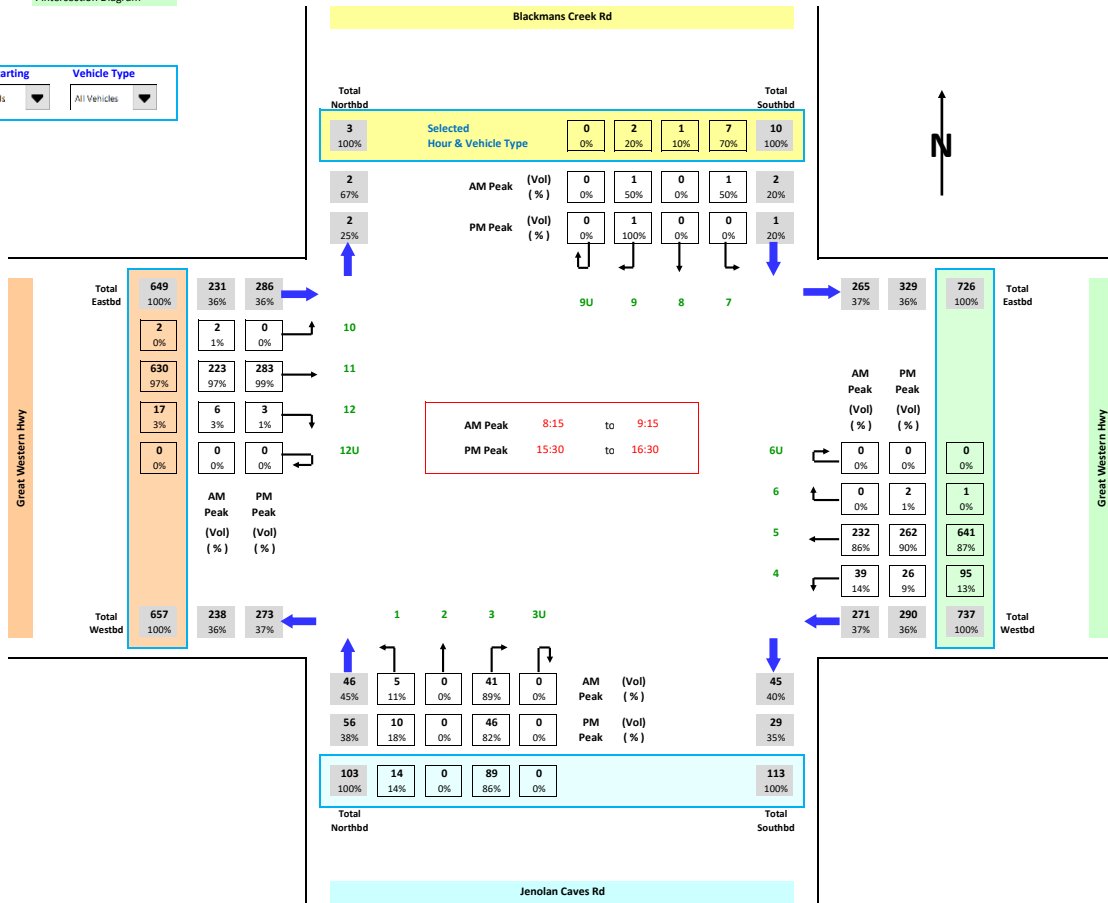 Intersection Diagram
Blackmans Creek Rd
arting Vehicle Type
ls All Vehicles
Total Northbd
Total Southbd
3 Selected 0 2 1 7 10
100% Hour & Vehicle Type 0% 20% 10% 70% 100%
N
2 AM Peak (Vol) 0 1 0 1 2
67% ( % ) 0% 50% 0% 50% 20%
2 PM Peak (Vol) 0 1 0 0 1
25% ( % ) 0% 100% 0% 0% 20%
Total Eastbd
649 231 286
100% 36% 36%
9U 9 8 7
265 329 726
37% 36% 100%
Total Eastbd
2 2 0 10
0% 1% 0%
630 223 283 11
97% 97% 99%
17 6 3 12
3% 3% 1%
0 0 0 12U
0% 0% 0%
AM Peak (Vol) ( % )
PM Peak (Vol) ( % )
AM Peak 8:15 to 9:15
PM Peak 15:30 to 16:30
AM Peak (Vol) ( % )
PM Peak (Vol) ( % )
6U 0 0 0
0% 0% 0%
6 0 2 1
0% 1% 0%
5 232 262 641
86% 90% 87%
4 39 26 95
14% 9% 13%
Great Western Hwy
Great Western Hwy
Total Westbd
657 238 273
100% 36% 37%
1 2 3 3U
271 290 737
37% 36% 100%
Total Westbd
46 5 0 41 0 AM (Vol) 45
45% 11% 0% 89% 0% Peak ( % ) 40%
56 10 0 46 0 PM (Vol) 29
38% 18% 0% 82% 0% Peak ( % ) 35%
103 14 0 89 0 113
100% 14% 0% 86% 0% 100%
Total Northbd
Total Southbd
Jenolan Caves Rd